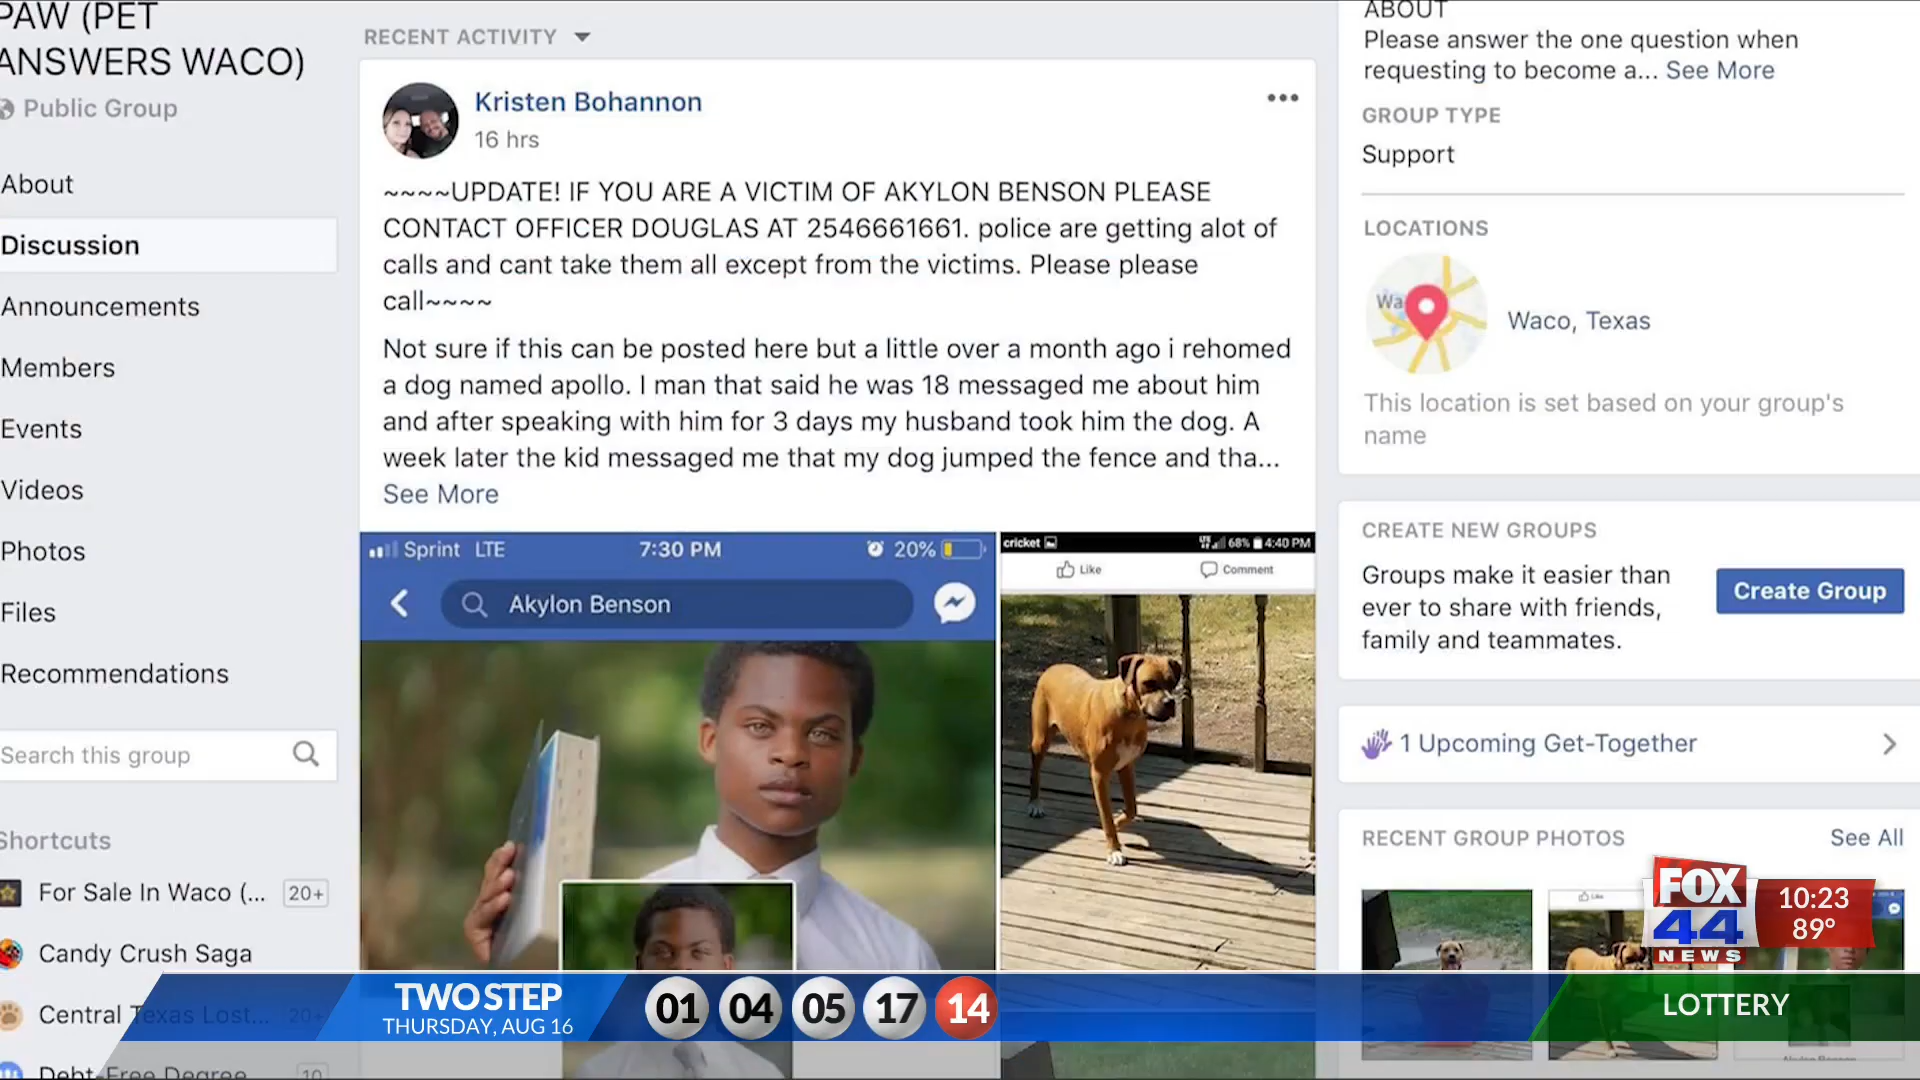 PAW (PET
ANSWERS WACO)
Public Group
About
Discussion
Announcements
Members
Events
Videos
Photos
Files
Recommendations
Search this group
Shortcuts
For Sale In Waco (... 20+
Candy Crush Saga
Central Texas Lost... 20+
Debt-Free Degree 10
RECENT ACTIVITY
Kristen Bohannon
16 hrs
~~~~UPDATE! IF YOU ARE A VICTIM OF AKYLON BENSON PLEASE
CONTACT OFFICER DOUGLAS AT 2546661661. police are getting alot of
calls and cant take them all except from the victims. Please please
call~~~~
Not sure if this can be posted here but a little over a month ago i rehomed
a dog named apollo. I man that said he was 18 messaged me about him
and after speaking with him for 3 days my husband took him the dog. A
week later the kid messaged me that my dog jumped the fence and tha...
See More
Sprint LTE 7:30 PM 20%
Akylon Benson
cricket 68% 4:40 PM
Like Comment
ABOUT
Please answer the one question when
requesting to become a... See More
GROUP TYPE
Support
LOCATIONS
Wa
Waco, Texas
This location is set based on your group's
name
CREATE NEW GROUPS
Groups make it easier than
ever to share with friends,
family and teammates.
Create Group
1 Upcoming Get-Together
RECENT GROUP PHOTOS See All
Like
FOX
44
NEWS
10:23
89°
TWO STEP
THURSDAY, AUG 16
01 04 05 17 14
LOTTERY